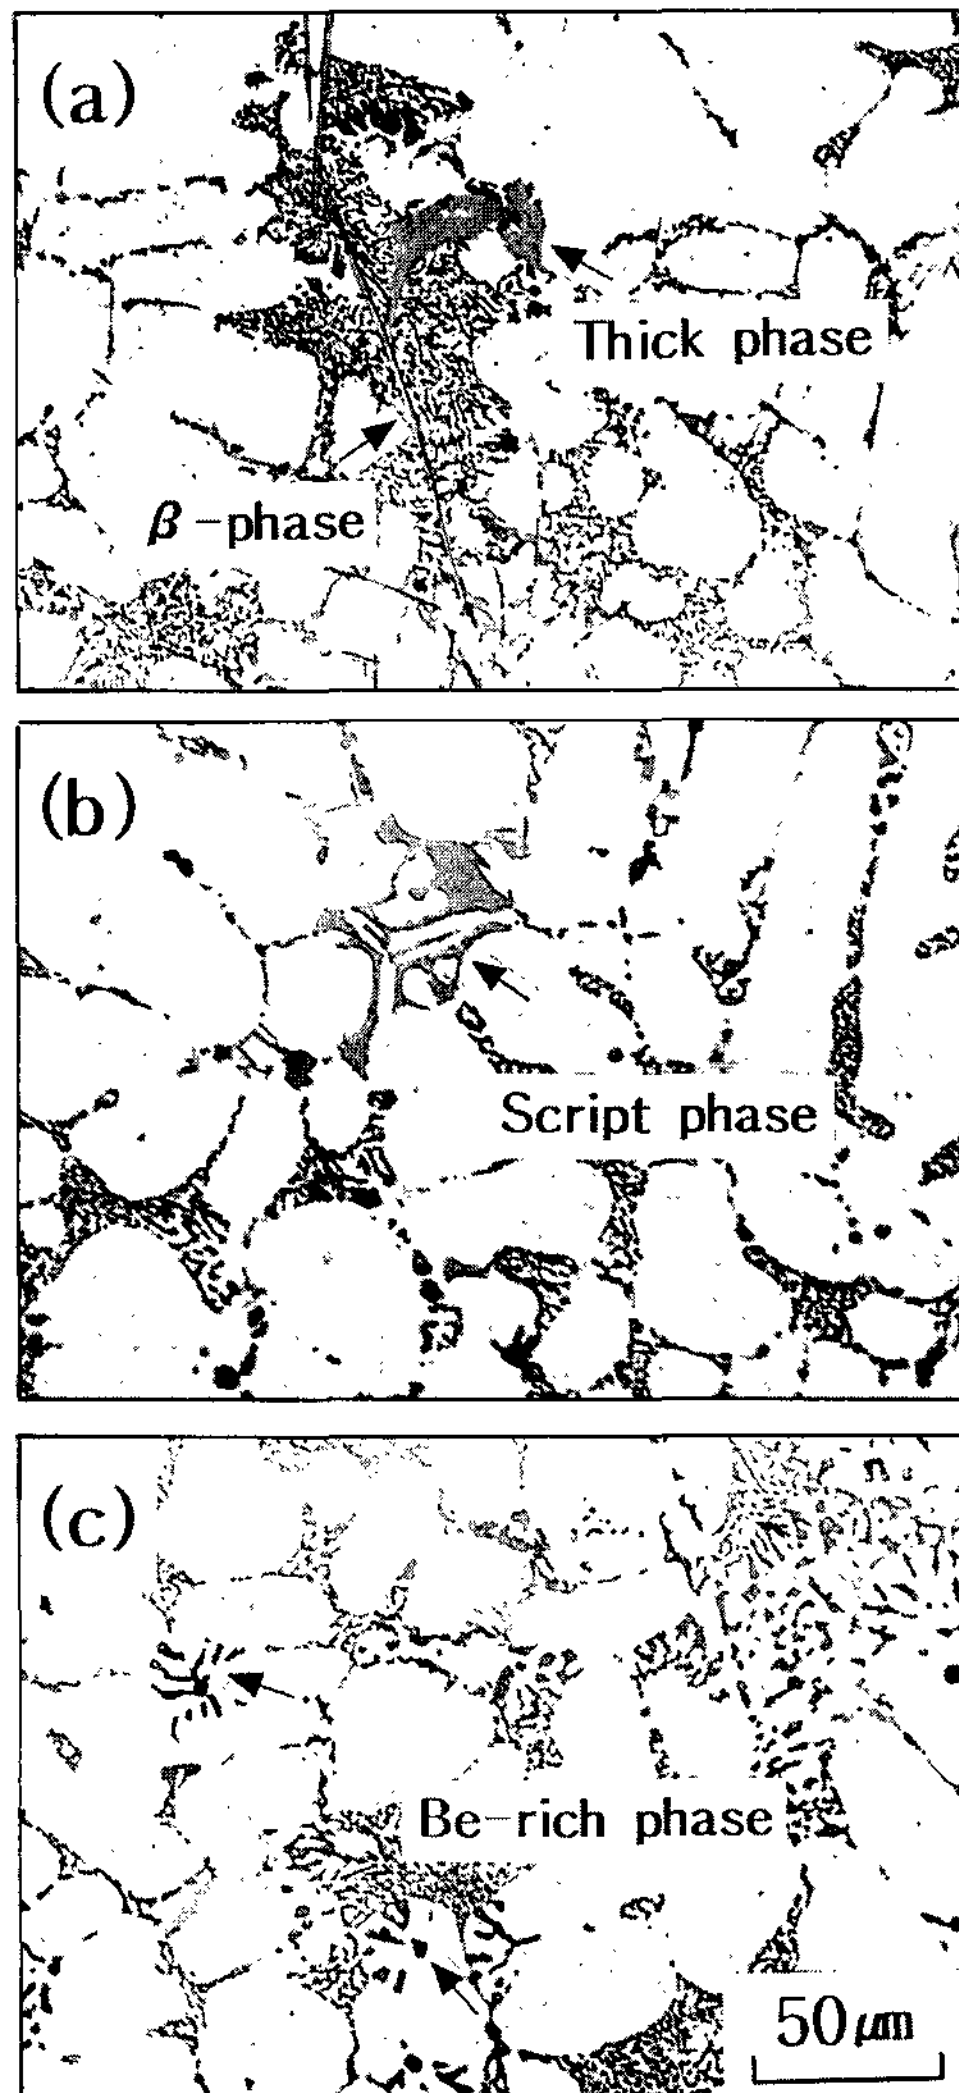 (a)
Thick phase
β-phase
(b)
Script phase
(c)
Be-rich phase
50μm